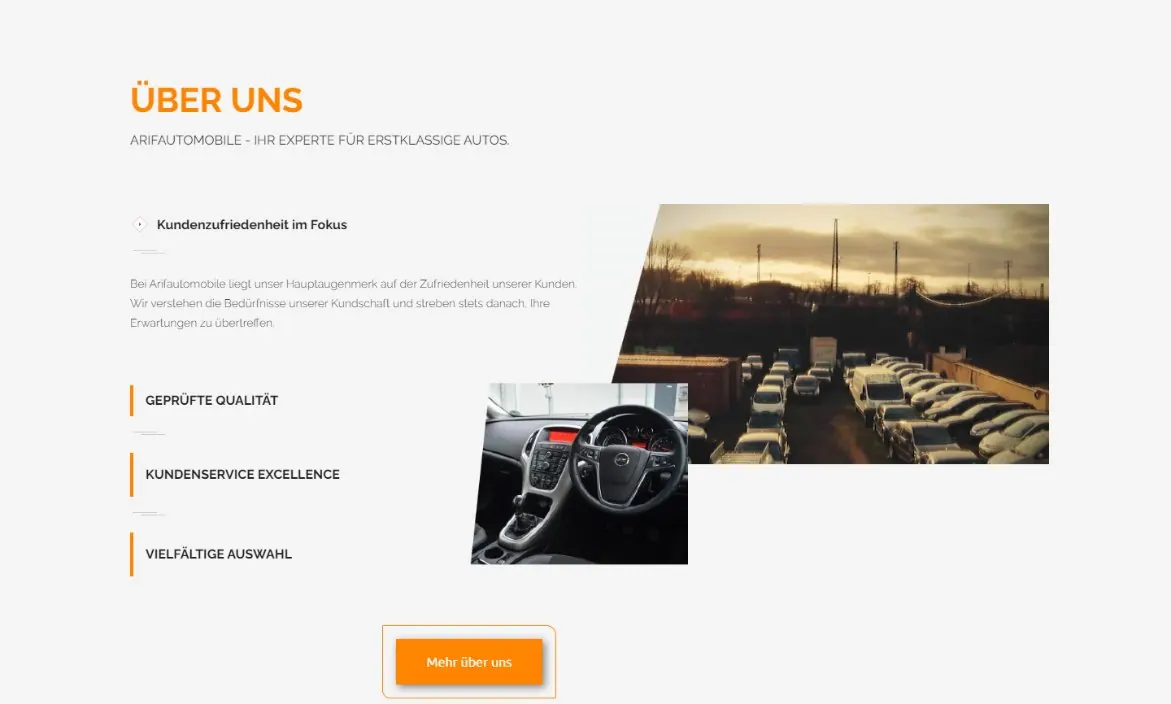 ÜBER UNS
ARIFAUTOMOBILE - IHR EXPERTE FÜR ERSTKLASSIGE AUTOS.
Kundenzufriedenheit im Fokus
Bei Arifautomobile liegt unser Hauptaugenmerk auf der Zufriedenheit unserer Kunden.
Wir verstehen die Bedürfnisse unserer Kundschaft und streben stets danach, Ihre
Erwartungen zu übertreffen.
GEPRÜFTE QUALITÄT
KUNDENSERVICE EXCELLENCE
VIELFÄLTIGE AUSWAHL
Mehr über uns